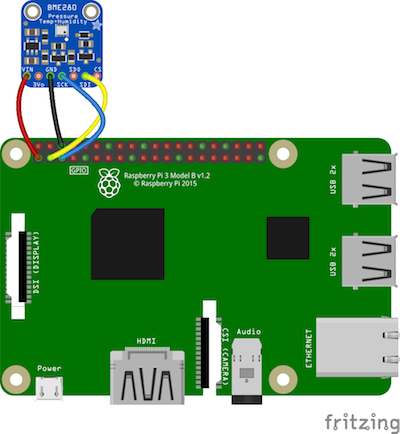 BME280
Pressure
Temp+Humidity
VIN GND SDO CS
3Vo SCK SDI
GPIO
Raspberry Pi 3 Model B v1.2
© Raspberry Pi 2015
USB 2x
DSI (DISPLAY)
USB 2x
HDMI
CSI (CAMERA)
Audio
ETHERNET
Power
fritzing